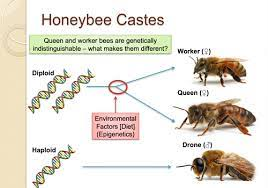 Honeybee Castes
Queen and worker bees are genetically
indistinguishable – what makes them different?
Worker (♀)
Diploid
Queen (♀)
Environmental
Factors [Diet]
(Epigenetics)
Haploid
Drone (♂)